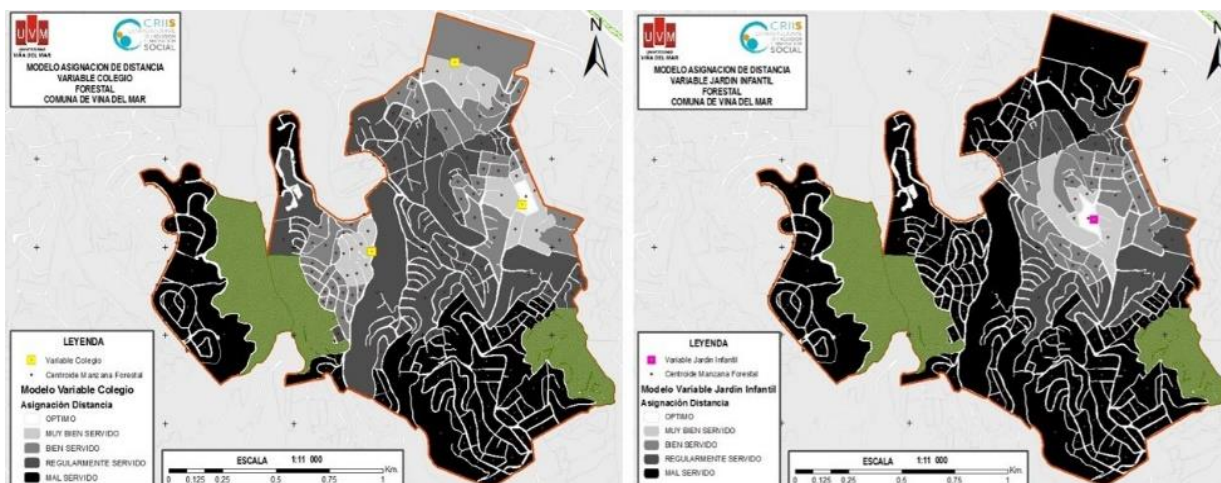 UVM
UNIVERSIDAD
VIÑA DEL MAR
CRIIS
SOCIAL
MODELO ASIGNACION DE DISTANCIA
VARIABLE COLEGIO
FORESTAL
COMUNA DE VINA DEL MAR
N
LEYENDA
Variable Colegio
Centroide Manzana Forestal
Modelo Variable Colegio
Asignación Distancia
OPTIMO
MUY BIEN SERVIDO
BIEN SERVIDO
REGULARMENTE SERVIDO
MAL SERVIDO
ESCALA 1:11 000
Km.
0 0.125 0.25 0.5 0.75 1
UVM
UNIVERSIDAD
VIÑA DEL MAR
CRIIS
SOCIAL
MODELO ASIGNACION DE DISTANCIA
VARIABLE JARDIN INFANTIL
FORESTAL
COMUNA DE VINA DEL MAR
N
LEYENDA
Variable Jardin Infantil
Centroide Manzana Forestal
Modelo Variable Jardin Infantil
Asignación Distancia
OPTIMO
MUY BIEN SERVIDO
BIEN SERVIDO
REGULARMENTE SERVIDO
MAL SERVIDO
ESCALA 1:11 000
Km.
0 0.125 0.25 0.5 0.75 1